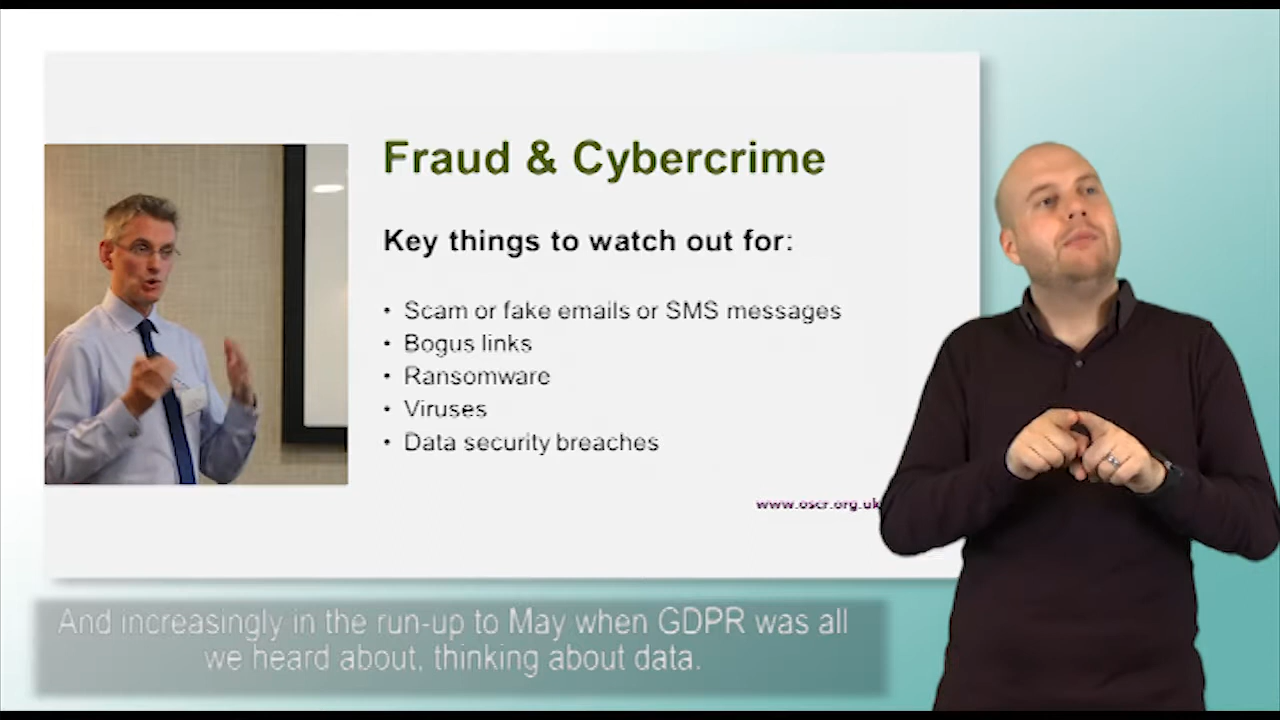 Fraud & Cybercrime
Key things to watch out for:
• Scam or fake emails or SMS messages
• Bogus links
• Ransomware
• Viruses
• Data security breaches
www.oscr.org.uk
And increasingly in the run-up to May when GDPR was all
we heard about, thinking about data.